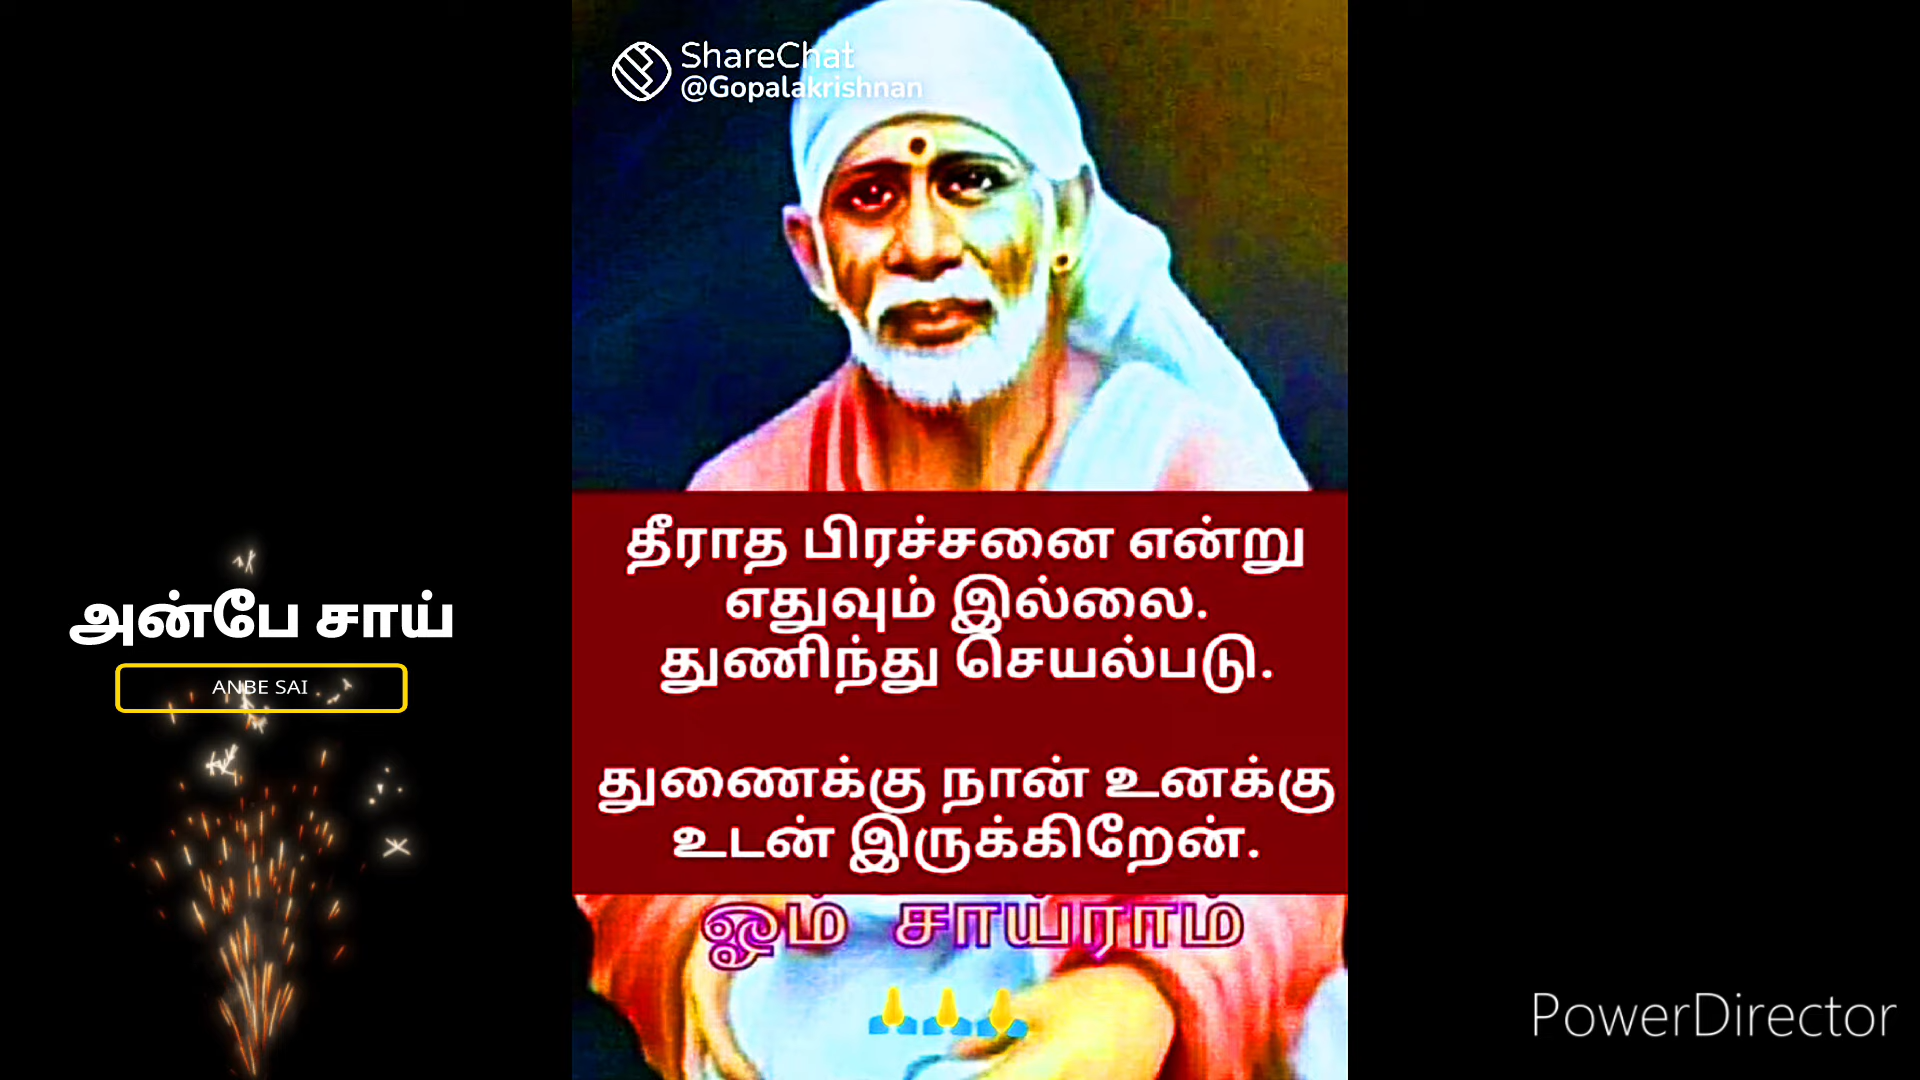 ShareChat
@Gopalakrishnan
தீராத பிரச்சனை என்று
எதுவும் இல்லை.
துணிந்து செயல்படு.
துணைக்கு நான் உனக்கு
உடன் இருக்கிறேன்.
ஓம் சாய்ராம்
🙏🙏🙏
அன்பே சாய்
ANBE SAI
PowerDirector